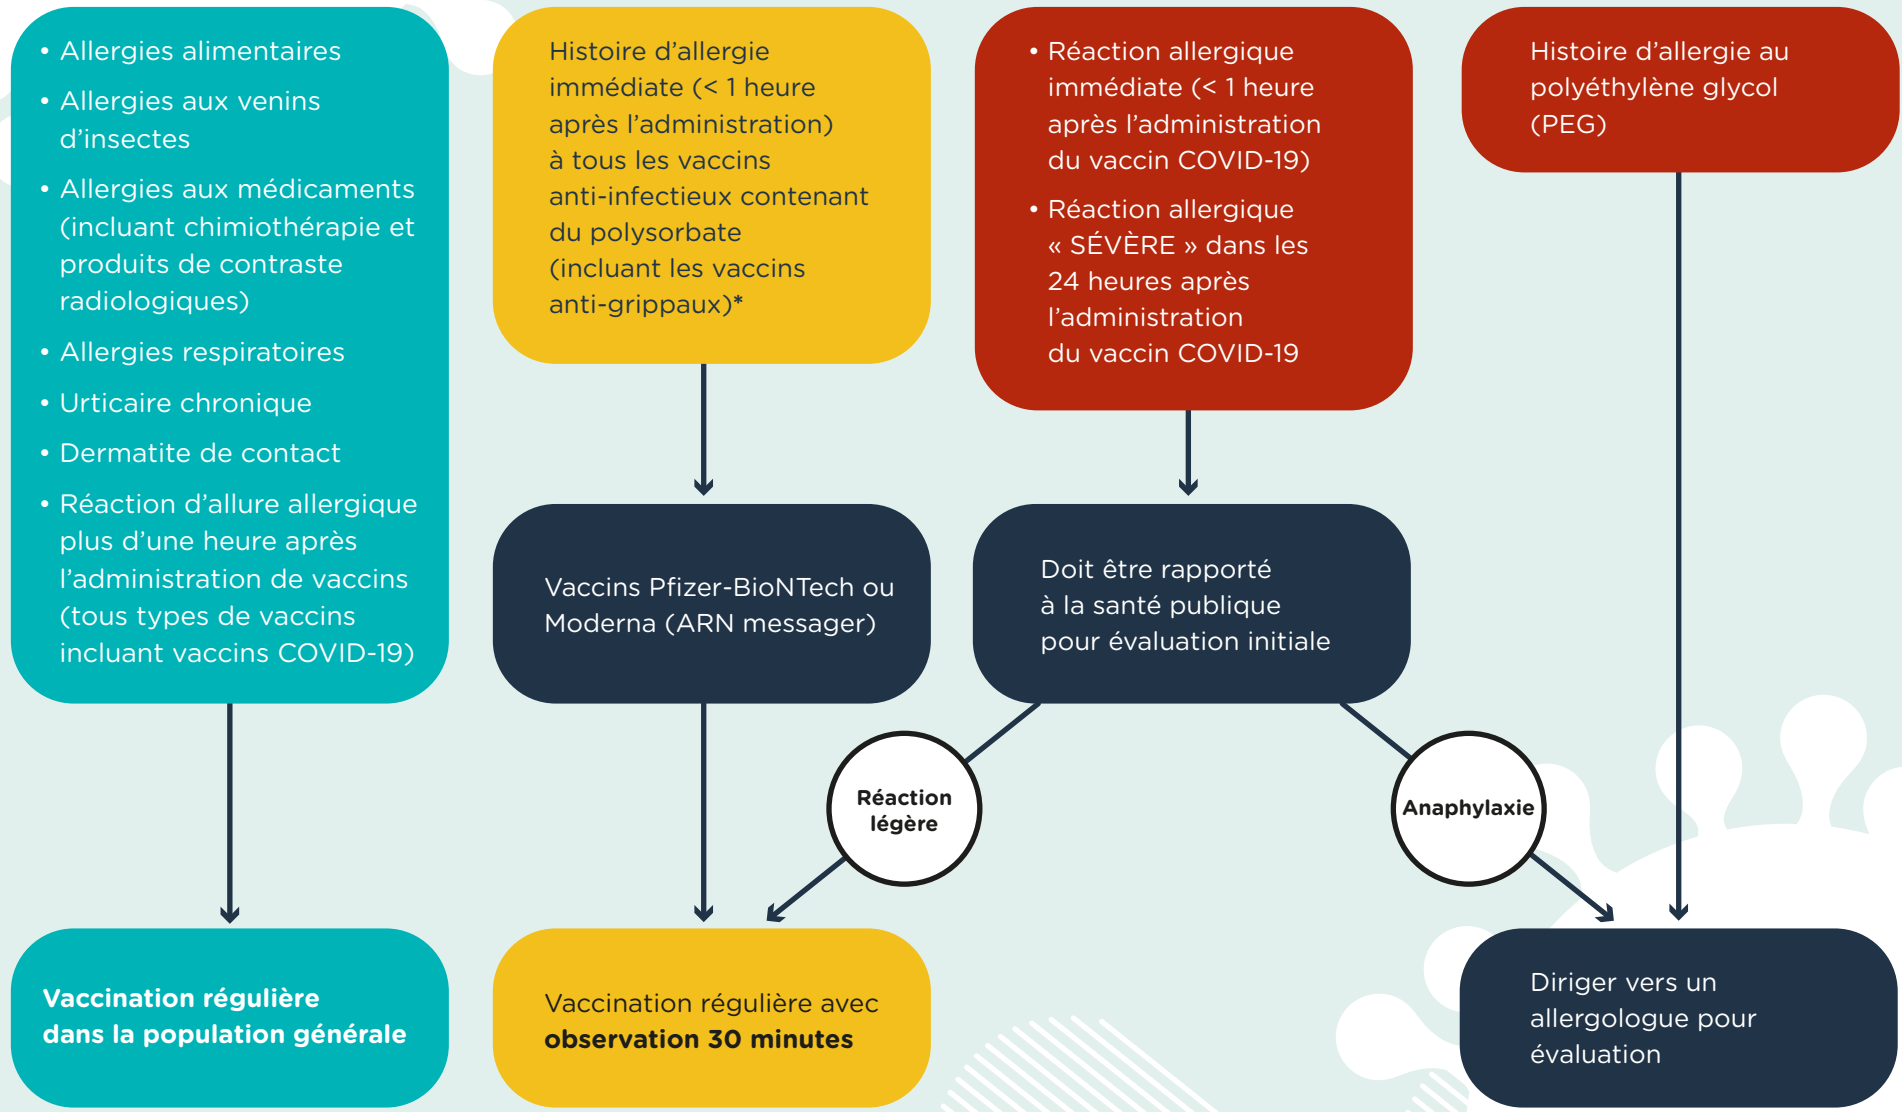 • Allergies alimentaires
• Allergies aux venins
d'insectes
• Allergies aux médicaments
(incluant chimiothérapie et
produits de contraste
radiologiques)
• Allergies respiratoires
• Urticaire chronique
• Dermatite de contact
• Réaction d'allure allergique
plus d'une heure après
l'administration de vaccins
(tous types de vaccins
incluant vaccins COVID-19)
Histoire d'allergie
immédiate (< 1 heure
après l'administration)
à tous les vaccins
anti-infectieux contenant
du polysorbate
(incluant les vaccins
anti-grippaux)*
• Réaction allergique
immédiate (< 1 heure
après l'administration
du vaccin COVID-19)
• Réaction allergique
« SÉVÈRE » dans les
24 heures après
l'administration
du vaccin COVID-19
Histoire d'allergie au
polyéthylène glycol
(PEG)
Vaccins Pfizer-BioNTech ou
Moderna (ARN messager)
Doit être rapporté
à la santé publique
pour évaluation initiale
Réaction
légère
Anaphylaxie
Vaccination régulière
dans la population générale
Vaccination régulière avec
observation 30 minutes
Diriger vers un
allergologue pour
évaluation